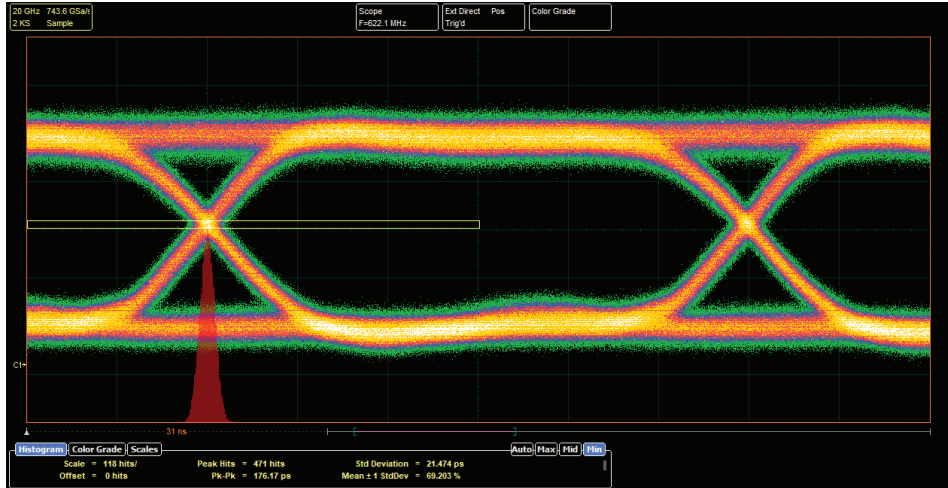 20 GHz 743.6 GSa/s
2 KS Sample
Scope
F=622.1 MHz
Ext Direct Pos
Trig'd
Color Grade
C1+
31 ns
Histogram Color Grade Scales
Auto Max Mid Min
Scale = 118 hits/ Peak Hits = 471 hits Std Deviation = 21.474 ps
Offset = 0 hits Pk-Pk = 176.17 ps Mean ± 1 StdDev = 69.203 %